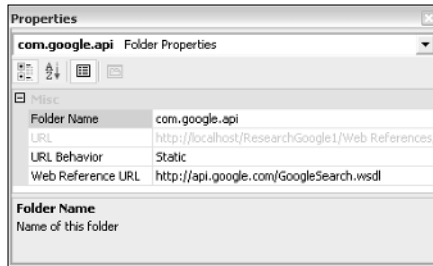 Properties
com.google.api Folder Properties
Misc
Folder Name com.google.api
URL http://localhost/ResearchGoogle1/Web References/
URL Behavior Static
Web Reference URL http://api.google.com/GoogleSearch.wsdl
Folder Name
Name of this folder